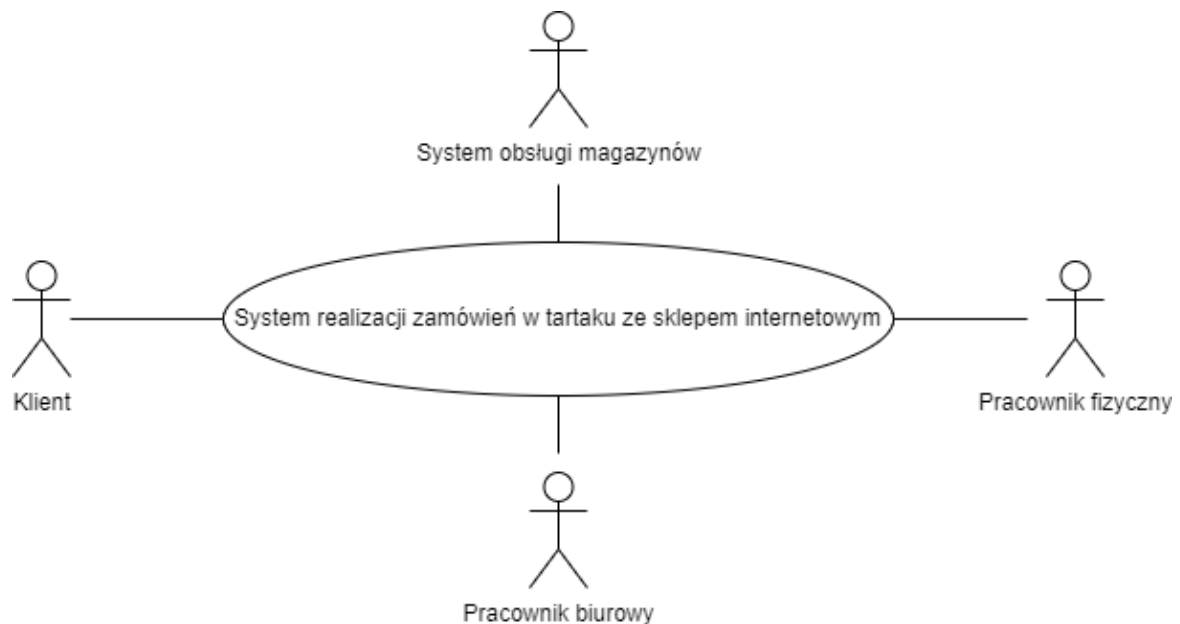 System obsługi magazynów
System realizacji zamówień w tartaku ze sklepem internetowym
Klient
Pracownik fizyczny
Pracownik biurowy